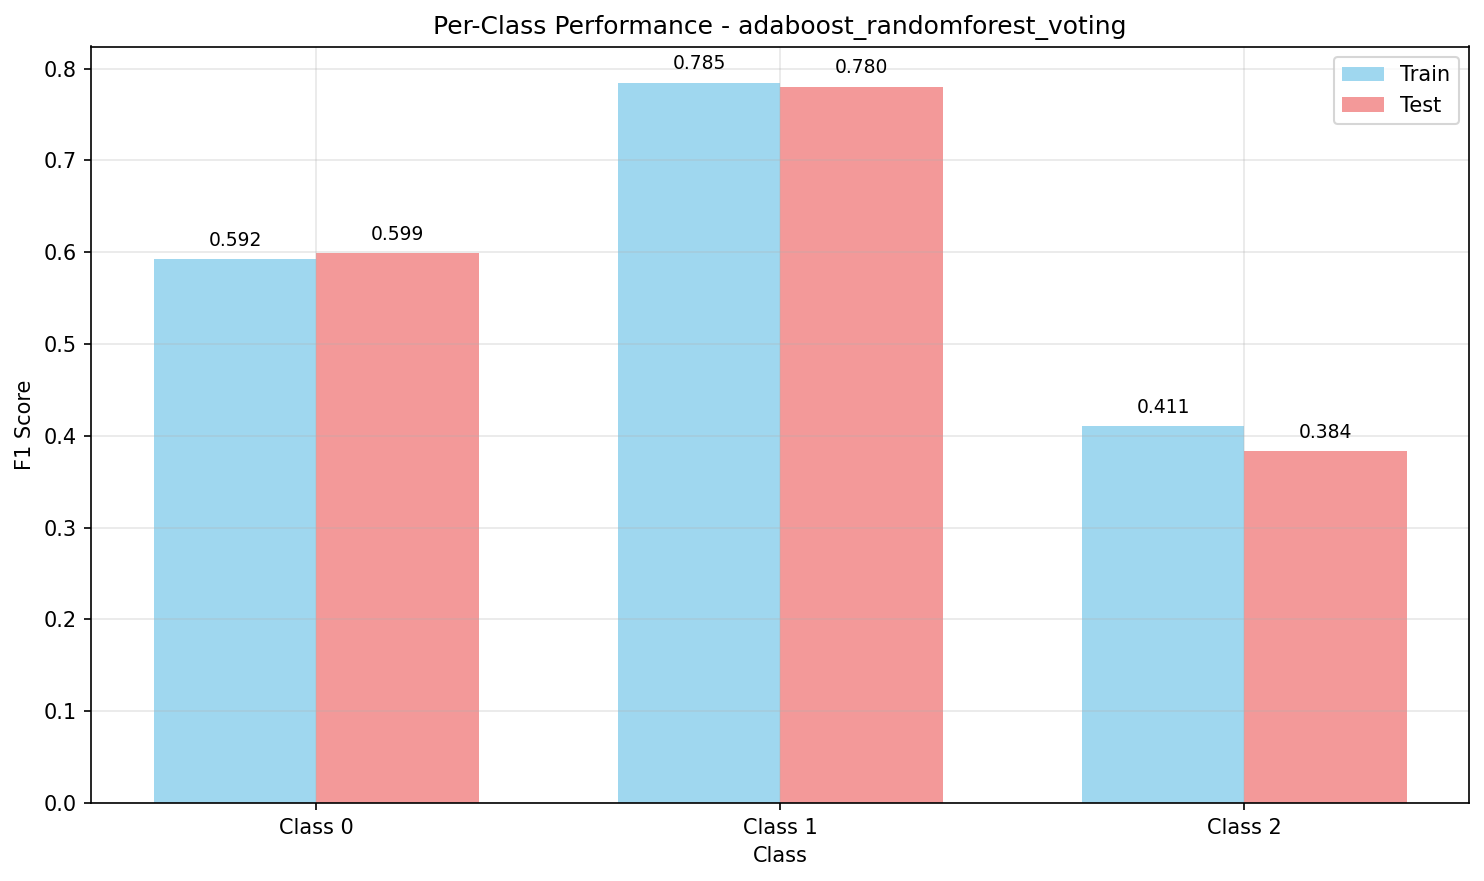 Per-Class Performance - adaboost_randomforest_voting
Train
Test
0.785
0.780
0.592
0.599
0.411
0.384
F1 Score
0.8
0.7
0.6
0.5
0.4
0.3
0.2
0.1
0.0
Class 0
Class 1
Class 2
Class